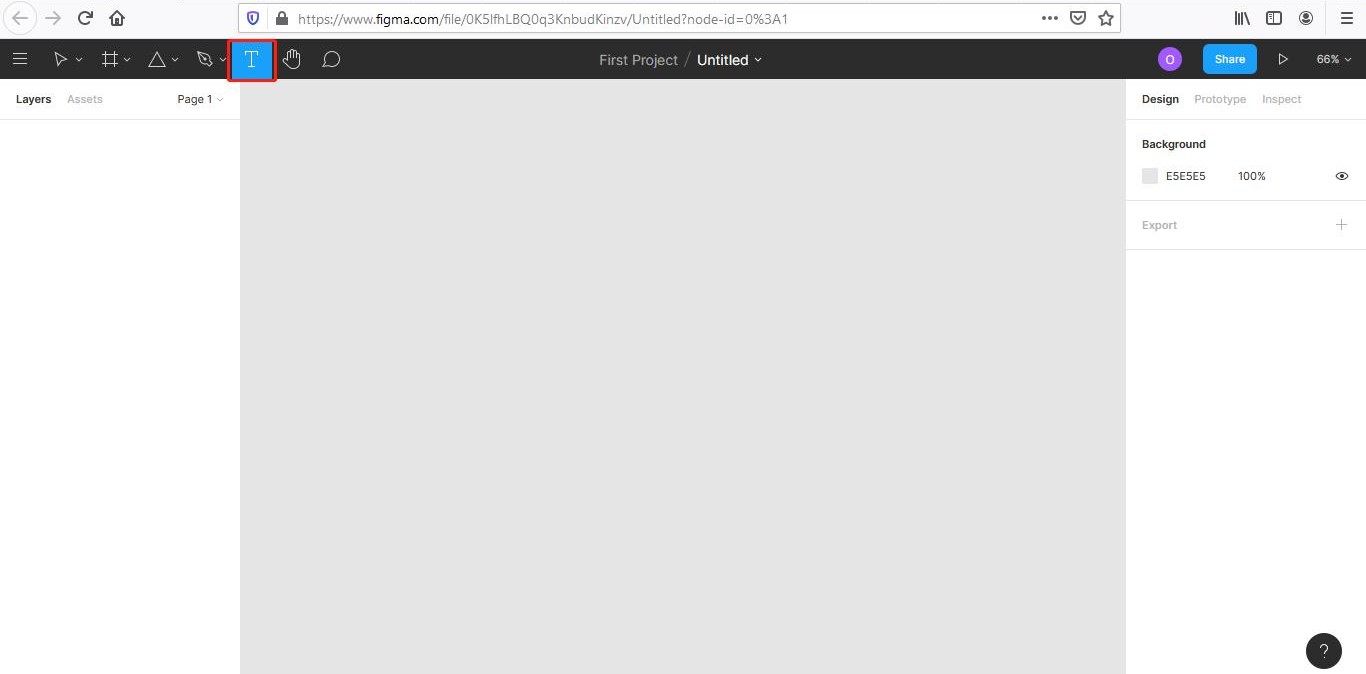 https://www.figma.com/file/0K5IfhLBQ0q3KnbudKinzv/Untitled?node-id=0%3A1
T
First Project / Untitled
O
Share
66%
Layers Assets Page 1
Design Prototype Inspect
Background
E5E5E5 100%
Export
?